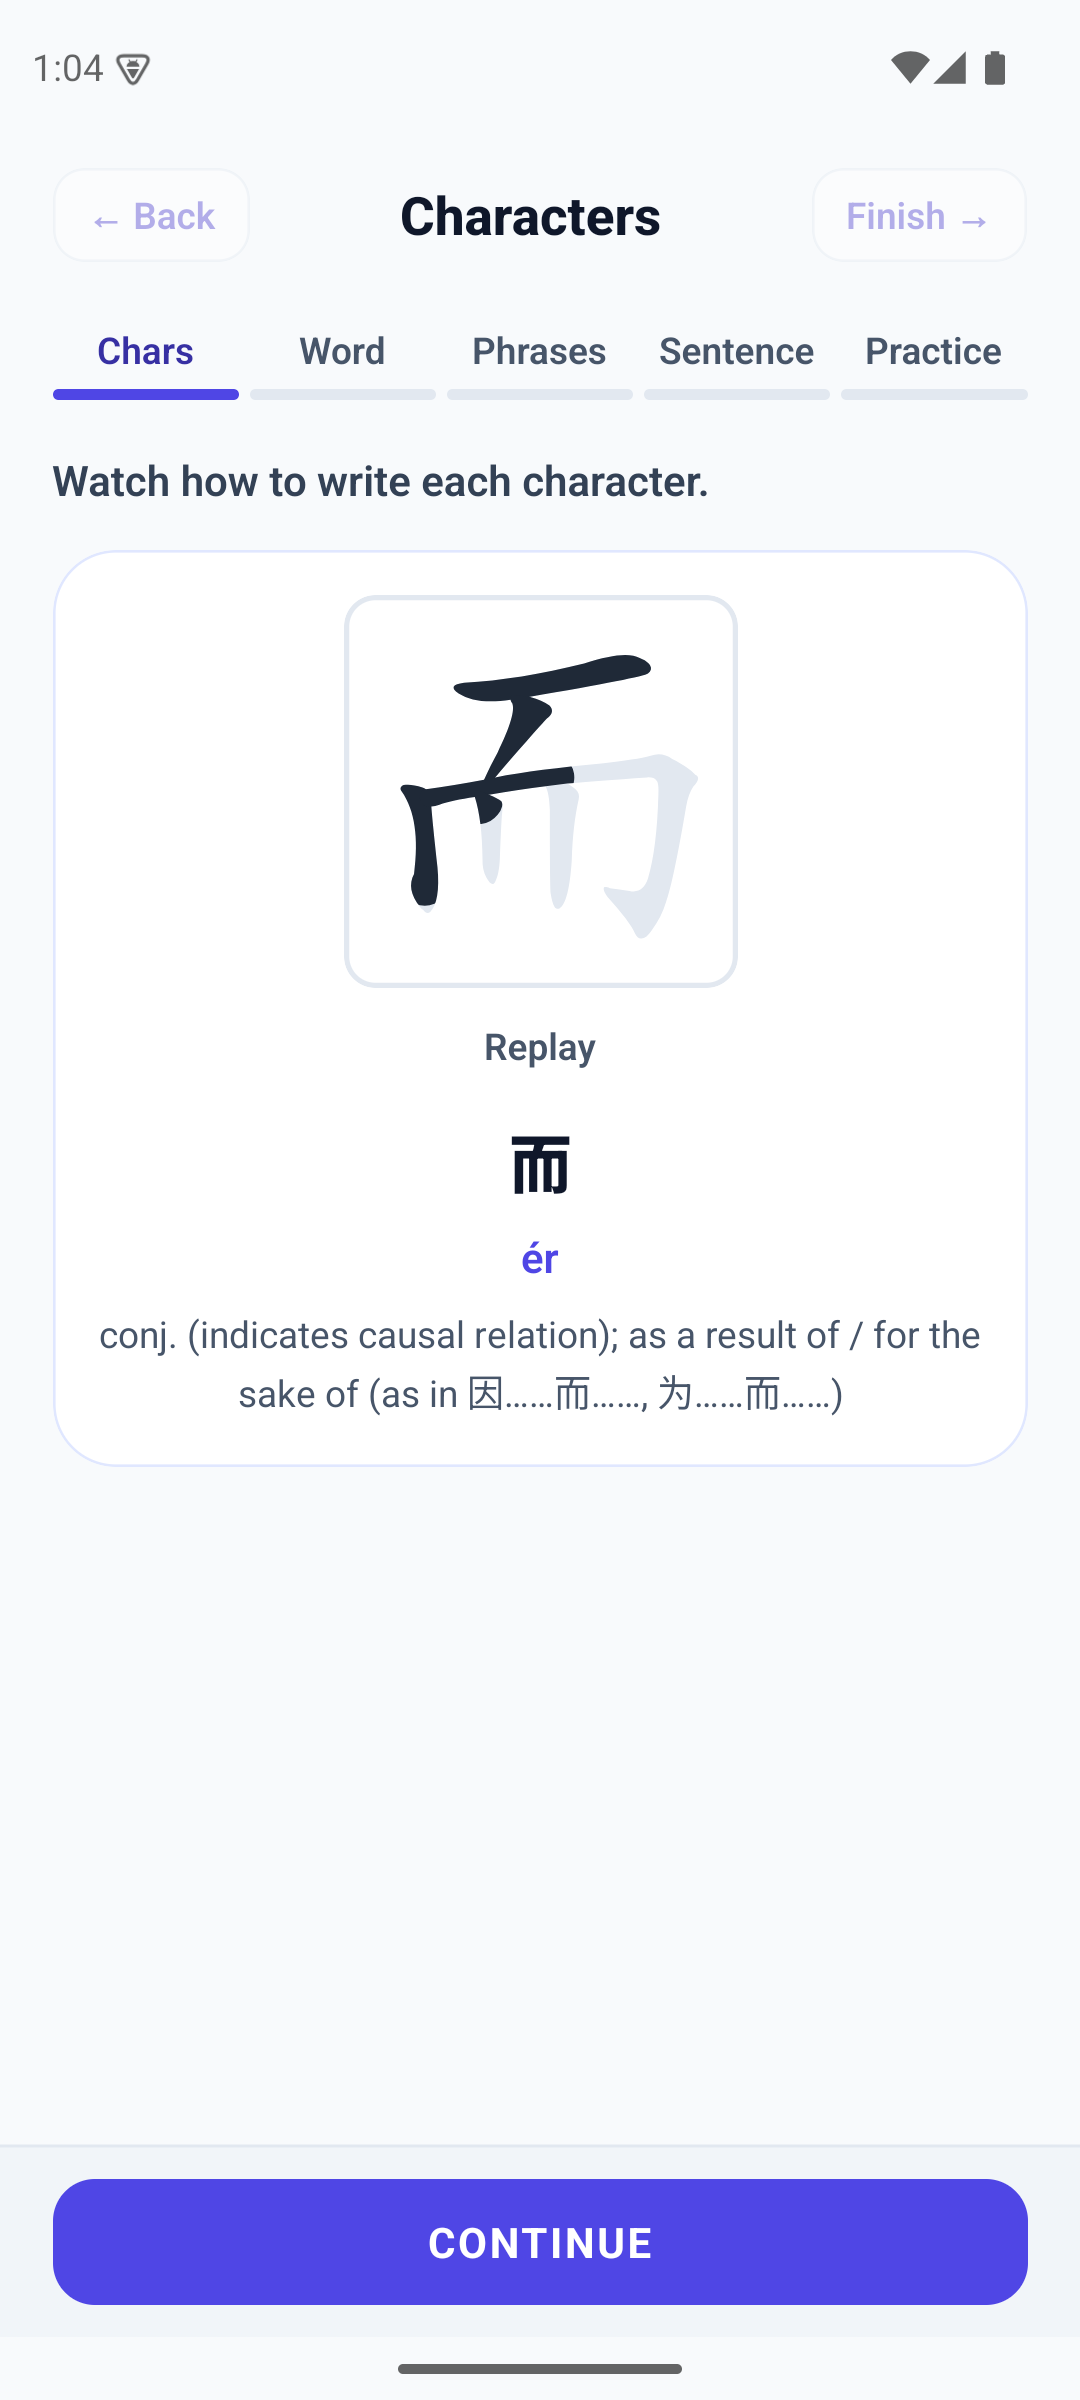 1:04
← Back
Characters
Finish →
Chars
Word
Phrases
Sentence
Practice
Watch how to write each character.
而
Replay
而
ér
conj. (indicates causal relation); as a result of / for the
sake of (as in 因……而……, 为……而……)
CONTINUE